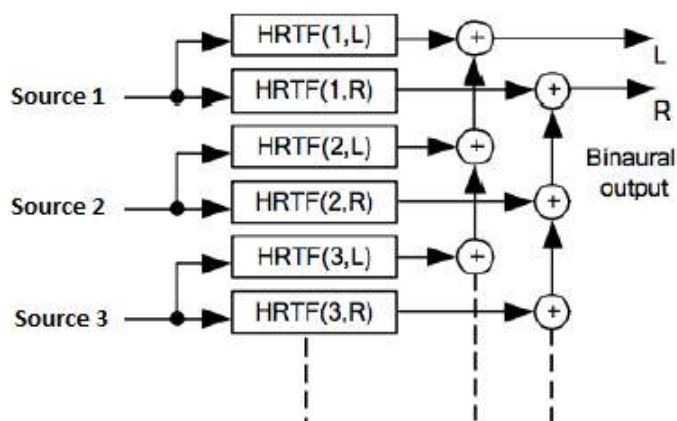 HRTF(1,L)
L
Source 1
HRTF(1,R)
R
HRTF(2,L)
Binaural
output
Source 2
HRTF(2,R)
HRTF(3,L)
Source 3
HRTF(3,R)
+
+
+
+
+
+